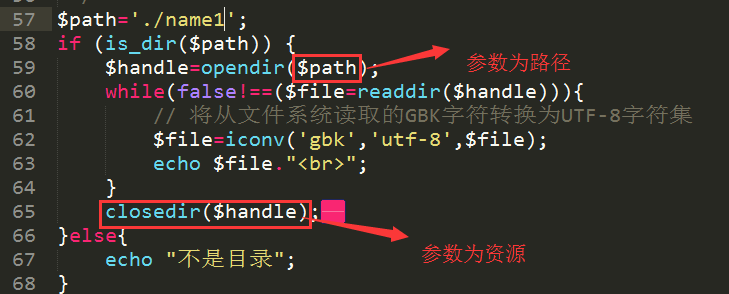 57 $path='./name1';
58 if (is_dir($path)) {
59 $handle=opendir($path); 参数为路径
60 while(false!==($file=readdir($handle))){
61 // 将从文件系统读取的GBK字符转换为UTF-8字符集
62 $file=iconv('gbk','utf-8',$file);
63 echo $file."<br>";
64 }
65 closedir($handle);
参数为资源
66 }else{
67 echo "不是目录";
68 }